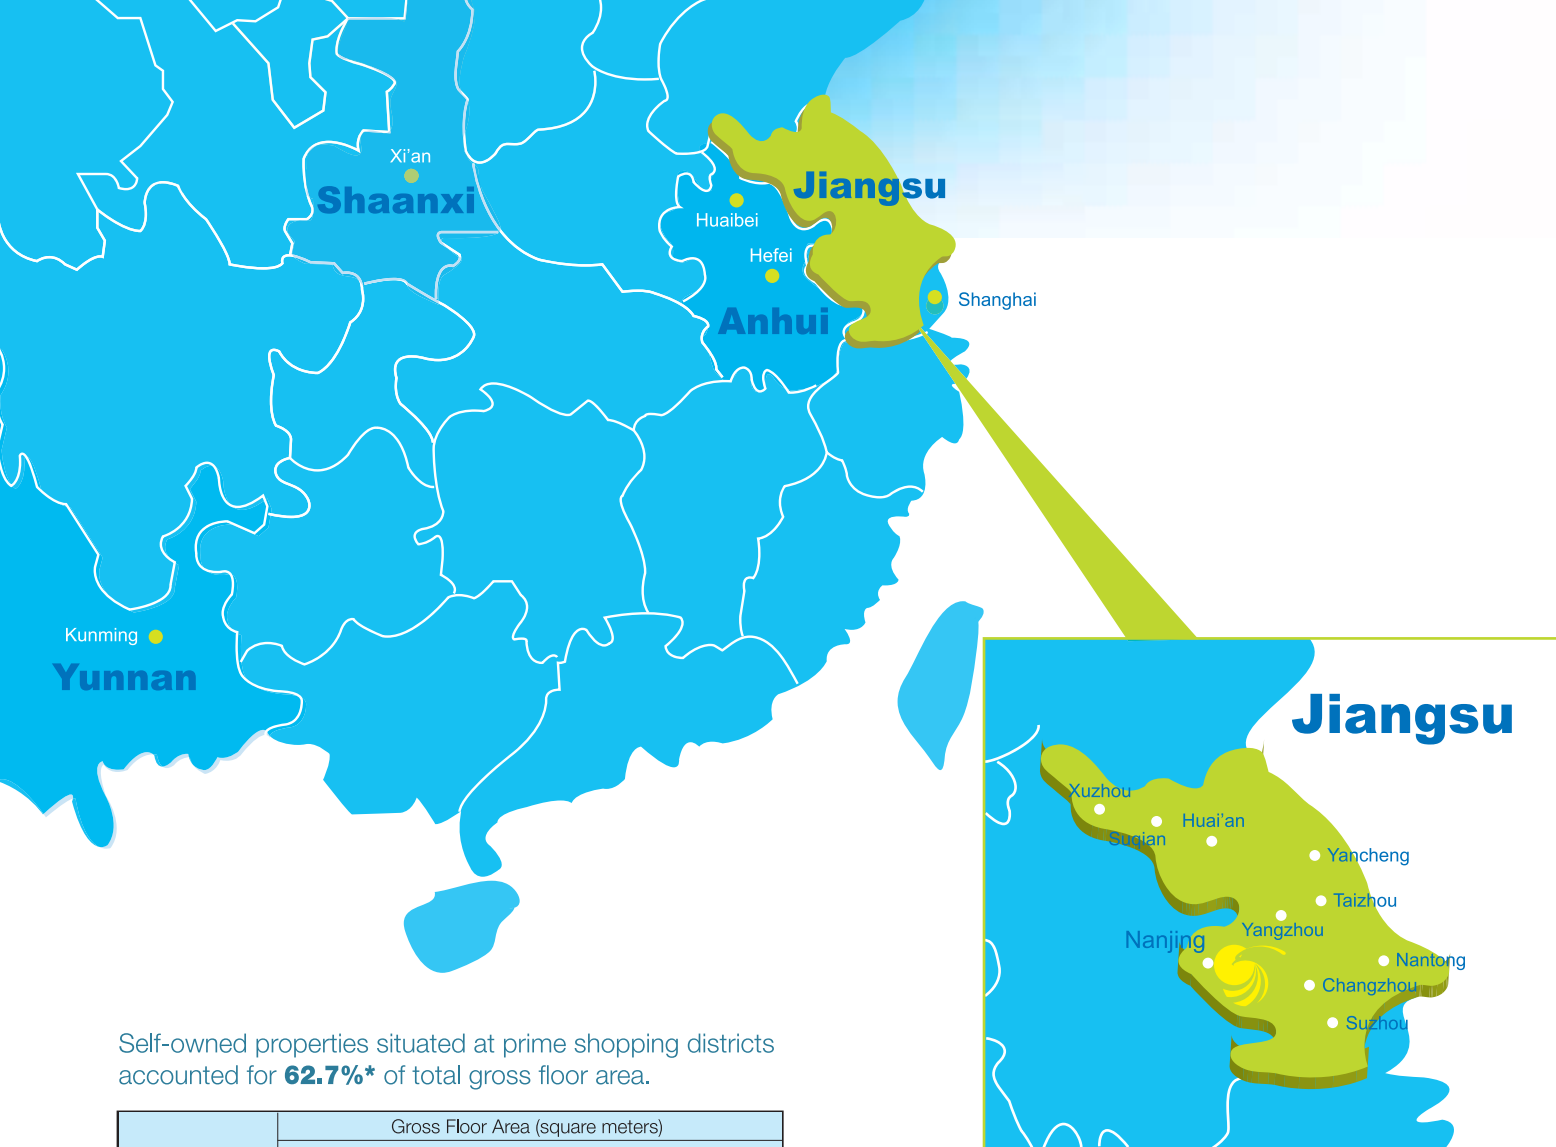 Xi'an
Shaanxi
Jiangsu
Huaibei
Hefei
Anhui
Shanghai
Kunming
Yunnan
Jiangsu
Xuzhou
Suqian
Huai'an
Yancheng
Taizhou
Yangzhou
Nanjing
Nantong
Changzhou
Suzhou
Self-owned properties situated at prime shopping districts
accounted for 62.7%* of total gross floor area.
Gross Floor Area (square meters)